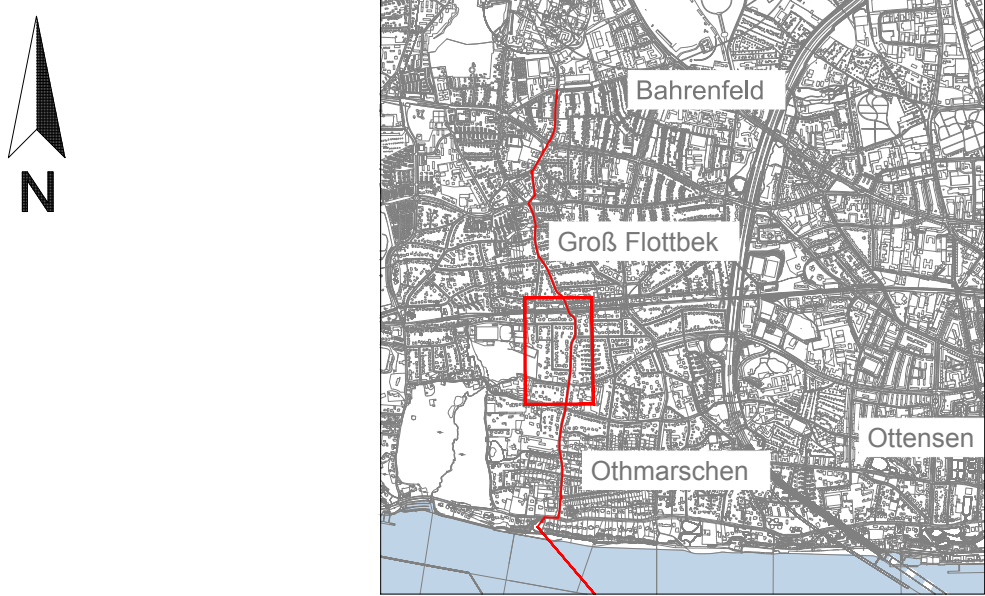 Bahrenfeld
N
Groß Flottbek
Ottensen
Othmarschen